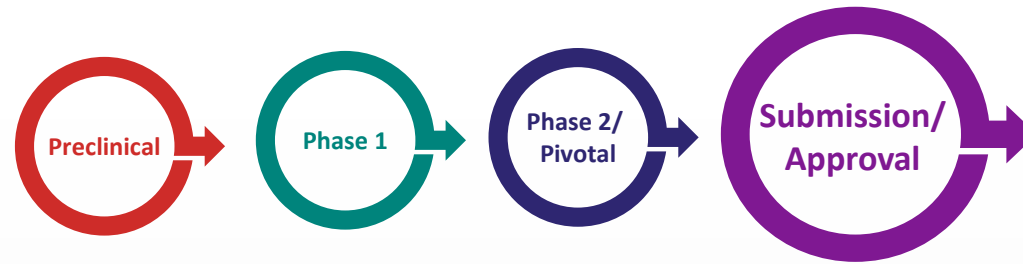 Preclinical
Phase 1
Phase 2/
Pivotal
Submission/
Approval